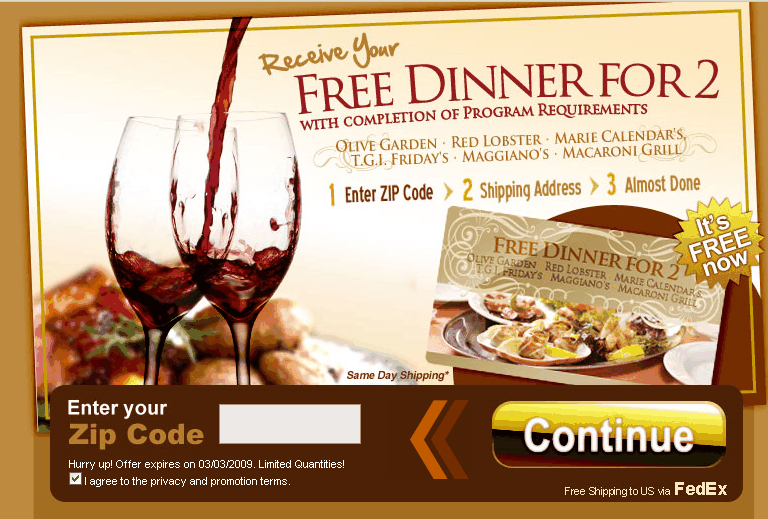 Receive Your
FREE DINNER FOR 2
WITH COMPLETION OF PROGRAM REQUIREMENTS
OLIVE GARDEN · RED LOBSTER · MARIE CALENDAR'S,
T.G.I. FRIDAY'S · MAGGIANO'S · MACARONI GRILL
1 Enter ZIP Code > 2 Shipping Address > 3 Almost Done
It's
FREE
now
FREE DINNER FOR 2
OLIVE GARDEN RED LOBSTER MARIE CALENDAR'S
T.G.I. FRIDAY'S MAGGIANO'S MACARONI GRILL
Same Day Shipping*
Enter your
Zip Code
Continue
Hurry up! Offer expires on 03/03/2009. Limited Quantities!
I agree to the privacy and promotion terms.
Free Shipping to US via FedEx